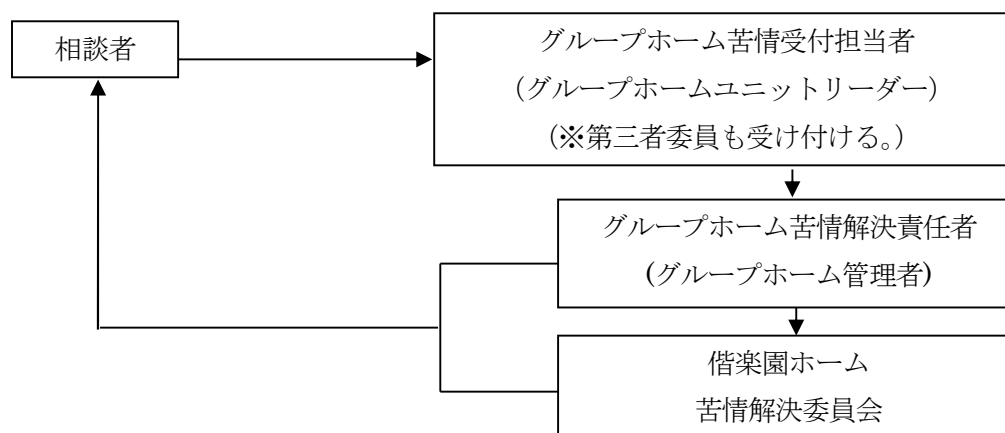 相談者
グループホーム苦情受付担当者
（グループホームユニットリーダー）
（※第三者委員も受け付ける。）
グループホーム苦情解決責任者
(グループホーム管理者)
偕楽園ホーム
苦情解決委員会